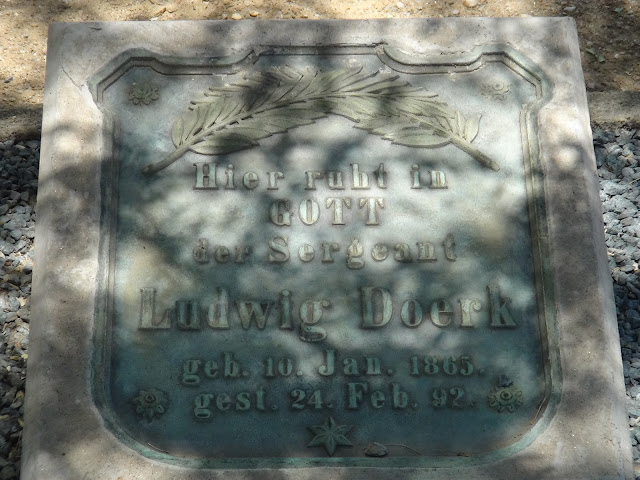 Hier ruht in
GOTT
der Sergeant
Ludwig Doerk
geb. 10. Jan. 1865.
gest. 24. Feb. 92.